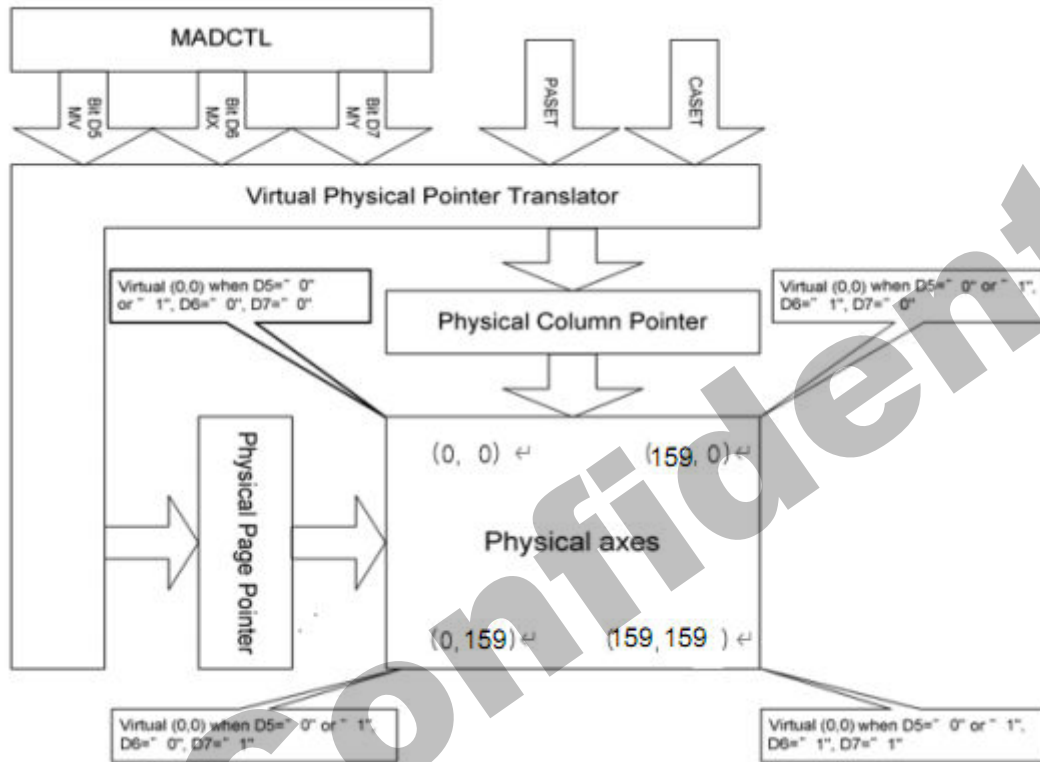 MADCTL
Bit D5
MV
Bit D6
MX
Bit D7
MY
PASET
CASET
Virtual Physical Pointer Translator
Virtual (0,0) when D5="0"
or "1", D6="0", D7="0"
Virtual (0,0) when D5="0" or "1",
D6="1", D7="0"
Physical Column Pointer
(0, 0) ↵
(159, 0)↵
Physical Page Pointer
Physical axes
(0,159)↵
(159,159 ) ↵
Virtual (0,0) when D5="0" or "1",
D6="0", D7="1"
Virtual (0,0) when D5="0" or "1",
D6="1", D7="1"
Confident